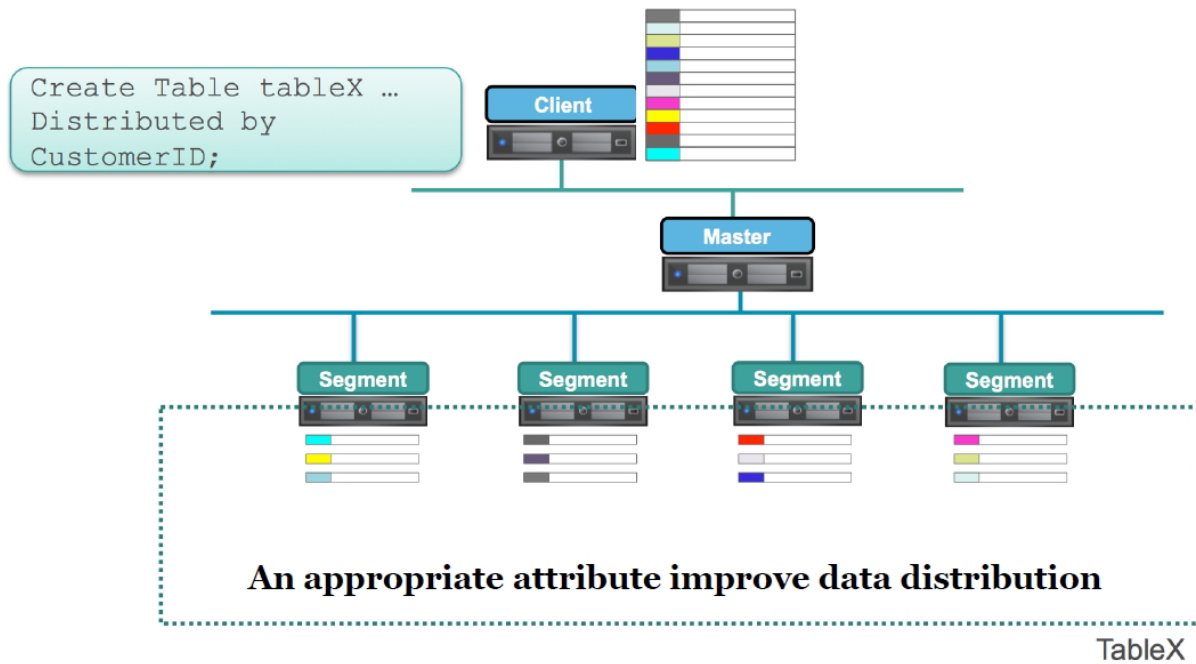 Create Table tableX …
Distributed by
CustomerID;
Client
Master
Segment
Segment
Segment
Segment
An appropriate attribute improve data distribution
TableX